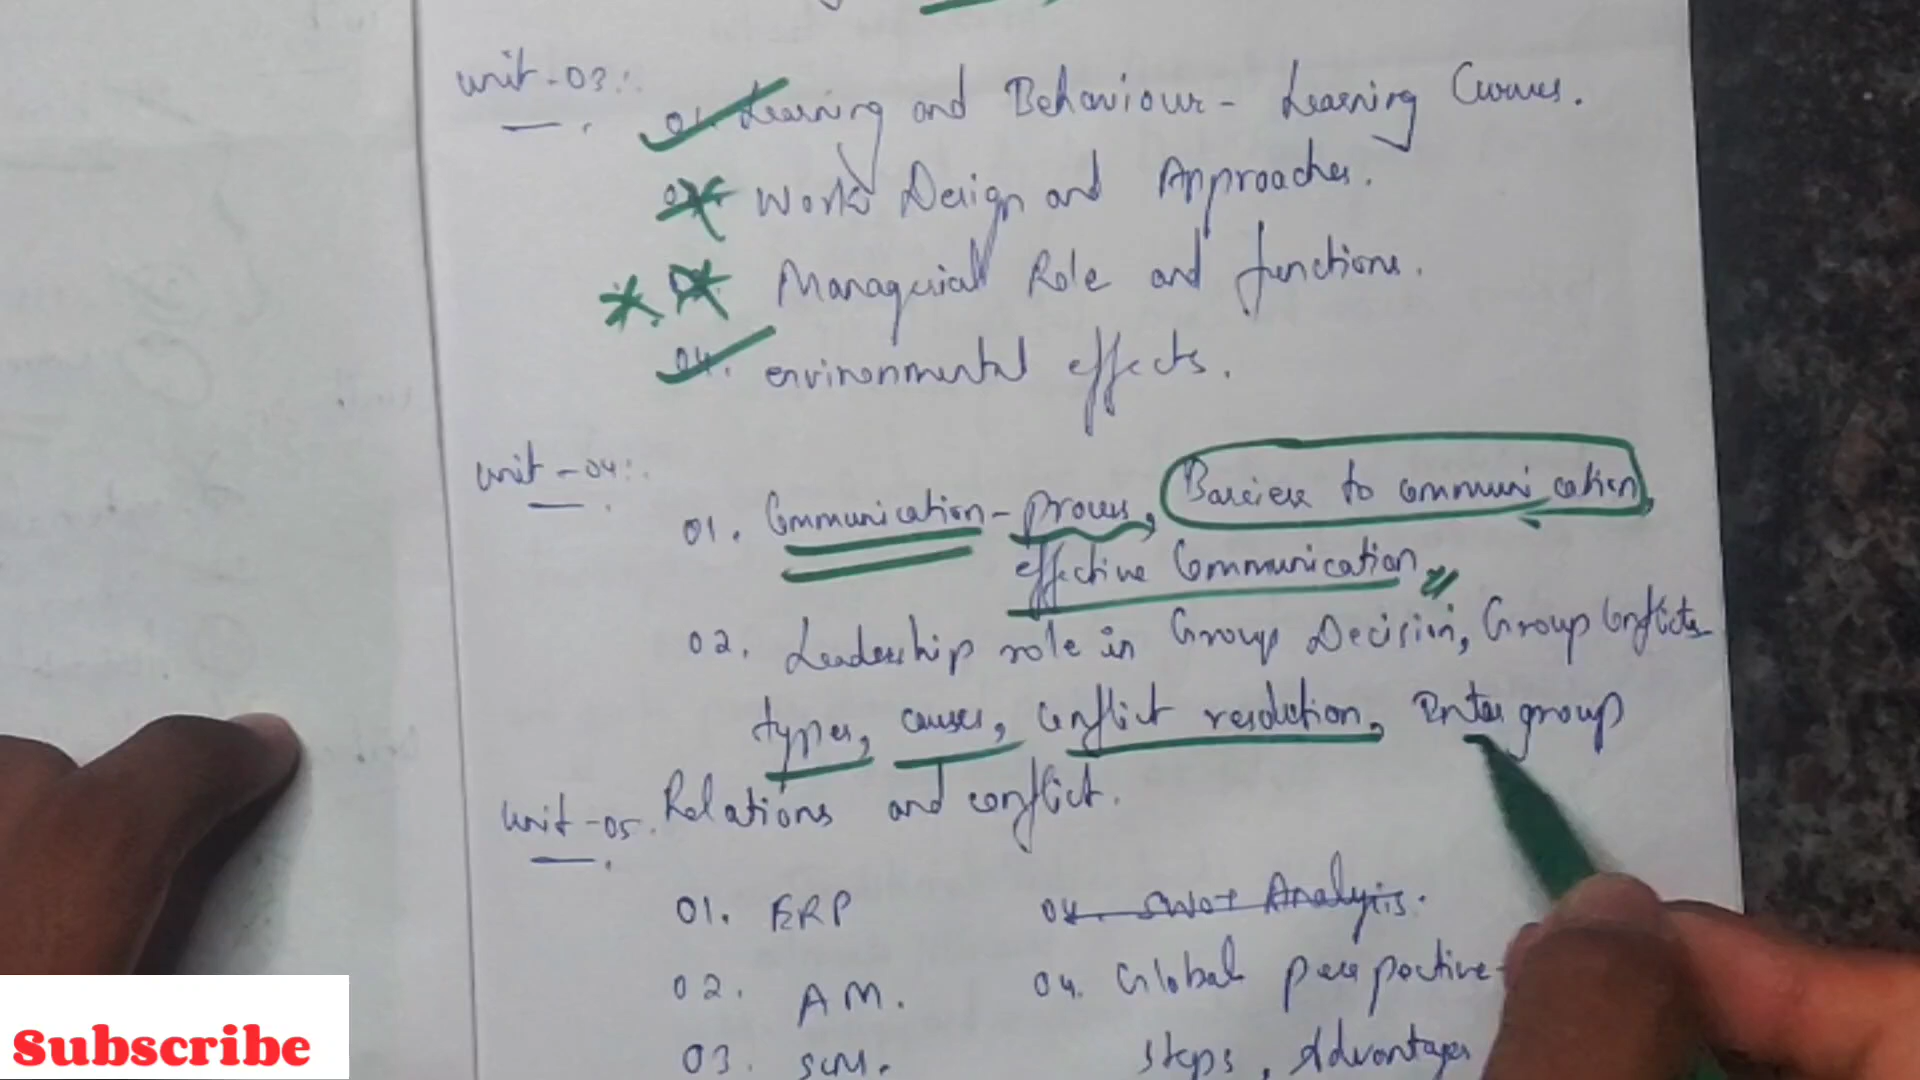 Unit-03:
01. Learning and Behaviour - Learning Curves.
Work Design and Approaches.
Managerial Role and functions.
04. environmental effects.
Unit-04:
01. Communication - process, Barriers to communication,
effective Communication
02. Leadership role in Group Decision, Group Conflicts
types, causes, Conflict resolution, Inter group
Relations and conflict.
Unit-05.
01. ERP
04. SWOT Analysis.
02. AM.
04. Global perspective-
03. SCM.
steps, Advantages
Subscribe